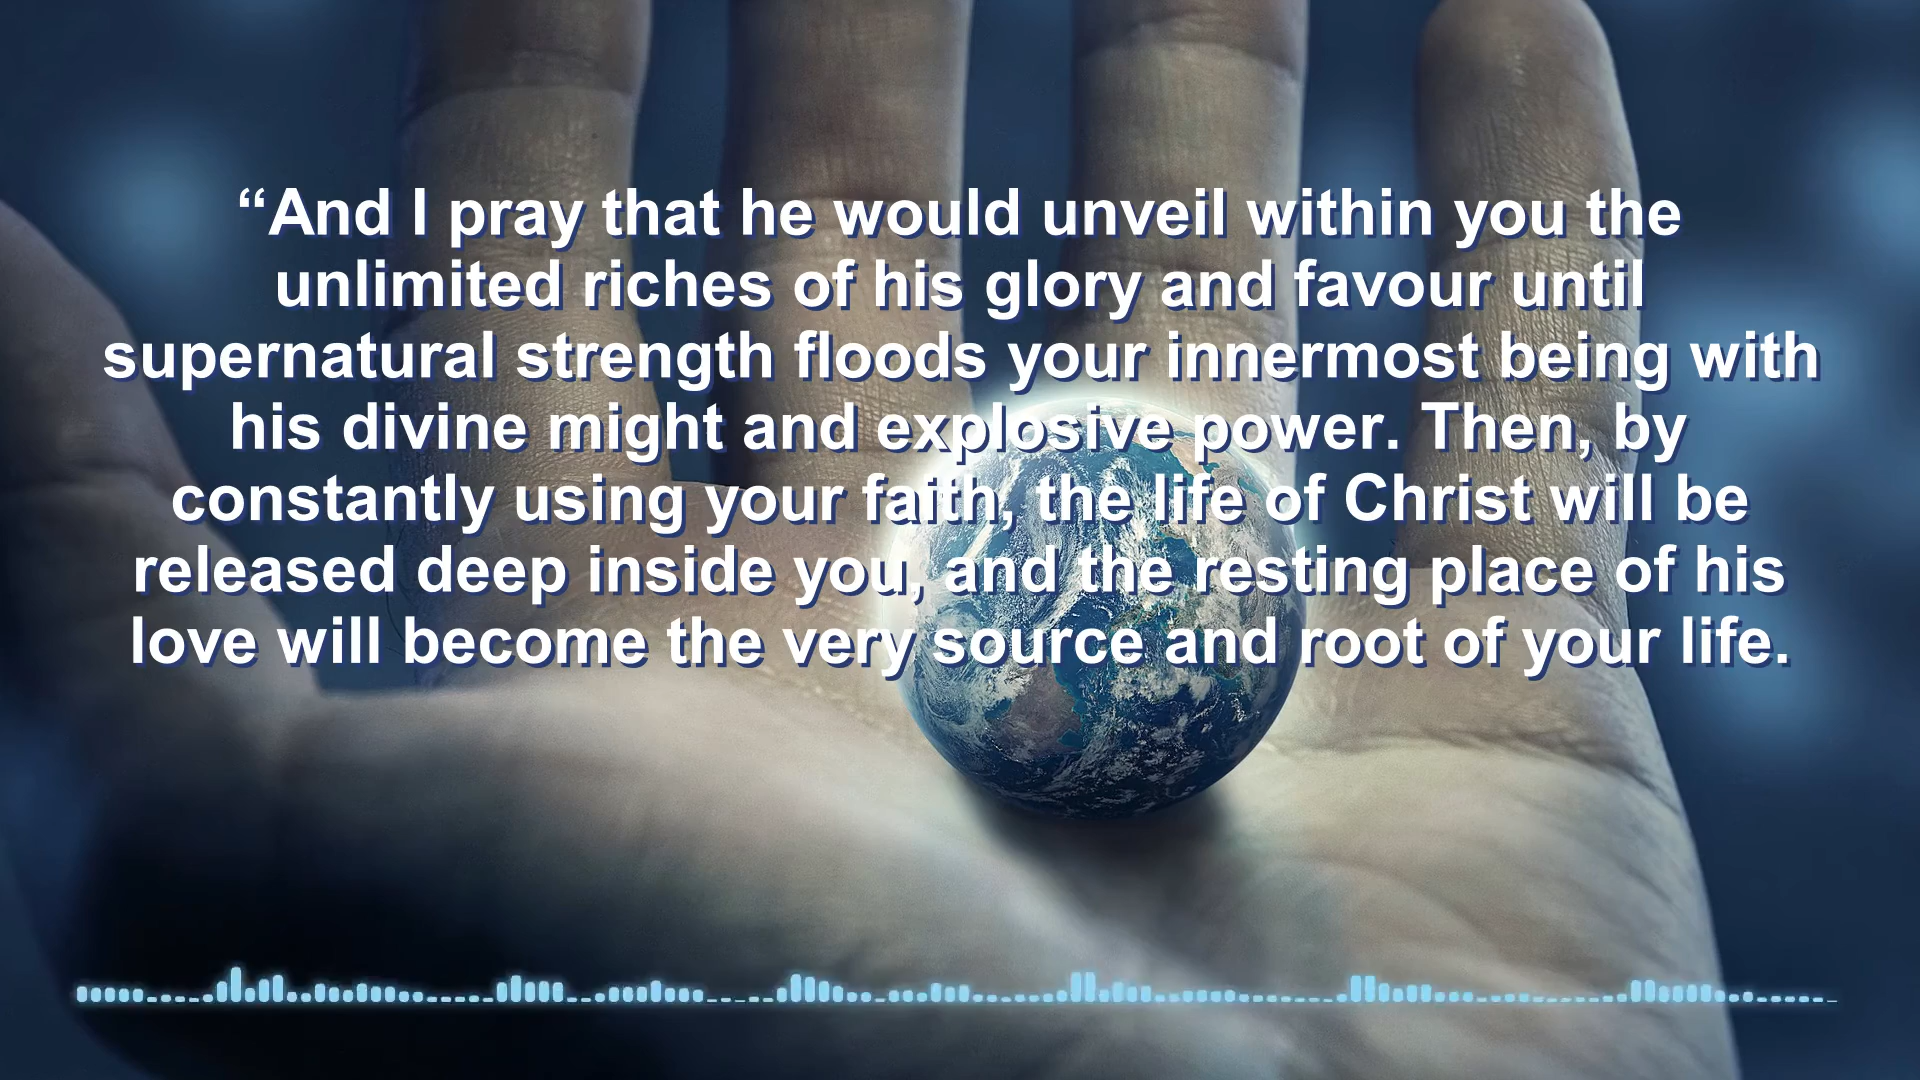 “And I pray that he would unveil within you the
unlimited riches of his glory and favour until
supernatural strength floods your innermost being with
his divine might and explosive power. Then, by
constantly using your faith, the life of Christ will be
released deep inside you, and the resting place of his
love will become the very source and root of your life.